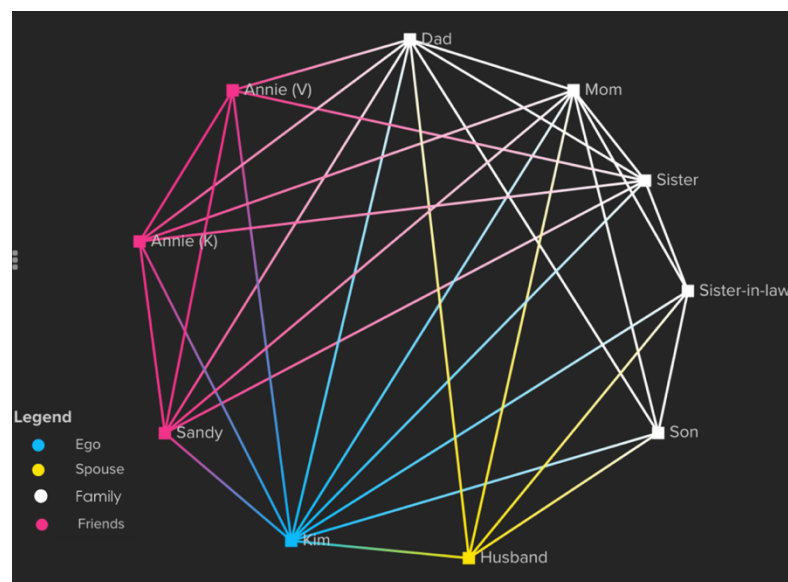 Dad
Annie (V)
Mom
Sister
Annie (K)
Sister-in-law
Legend
Sandy
Son
Ego
Spouse
Family
Friends
Kim
Husband